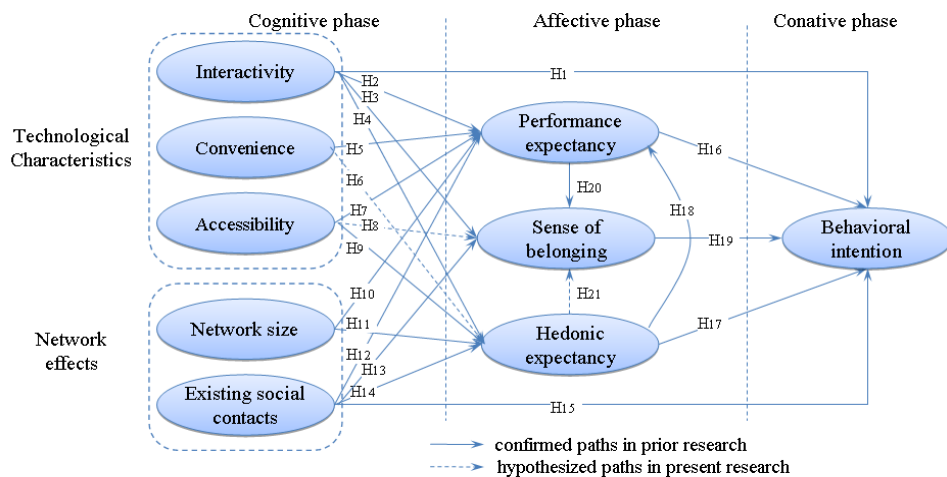 Cognitive phase
Affective phase
Conative phase
Technological
Characteristics
Network
effects
Interactivity
Convenience
Accessibility
Network size
Existing social
contacts
Performance
expectancy
Sense of
belonging
Hedonic
expectancy
Behavioral
intention
H1
H2
H3
H4
H5
H6
H7
H8
H9
H10
H11
H12
H13
H14
H15
H16
H17
H18
H19
H20
H21
confirmed paths in prior research
hypothesized paths in present research